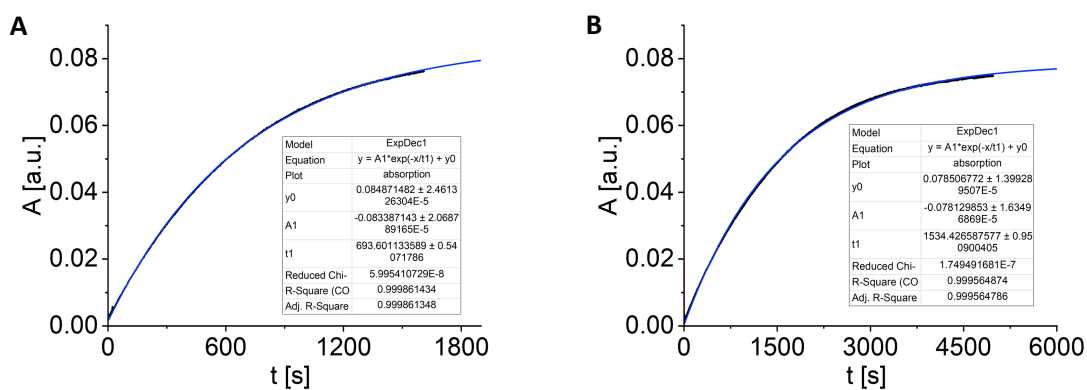 A
A [a.u.]
0.08
0.06
0.04
0.02
0.00
0 600 1200 1800
t [s]
Model ExpDec1
Equation y = A1*exp(-x/t1) + y0
Plot absorption
y0 0.084871482 ± 2.4613
26304E-5
A1 -0.083387143 ± 2.0687
89165E-5
t1 693.601133589 ± 0.54
071786
Reduced Chi- 5.995410729E-8
R-Square (CO 0.999861434
Adj. R-Square 0.999861348
B
A [a.u.]
0.08
0.06
0.04
0.02
0.00
0 1500 3000 4500 6000
t [s]
Model ExpDec1
Equation y = A1*exp(-x/t1) + y0
Plot absorption
y0 0.078506772 ± 1.39928
9507E-5
A1 -0.078129853 ± 1.6349
6869E-5
t1 1534.426587577 ± 0.95
0900405
Reduced Chi- 1.749491681E-7
R-Square (CO 0.999564874
Adj. R-Square 0.999564786